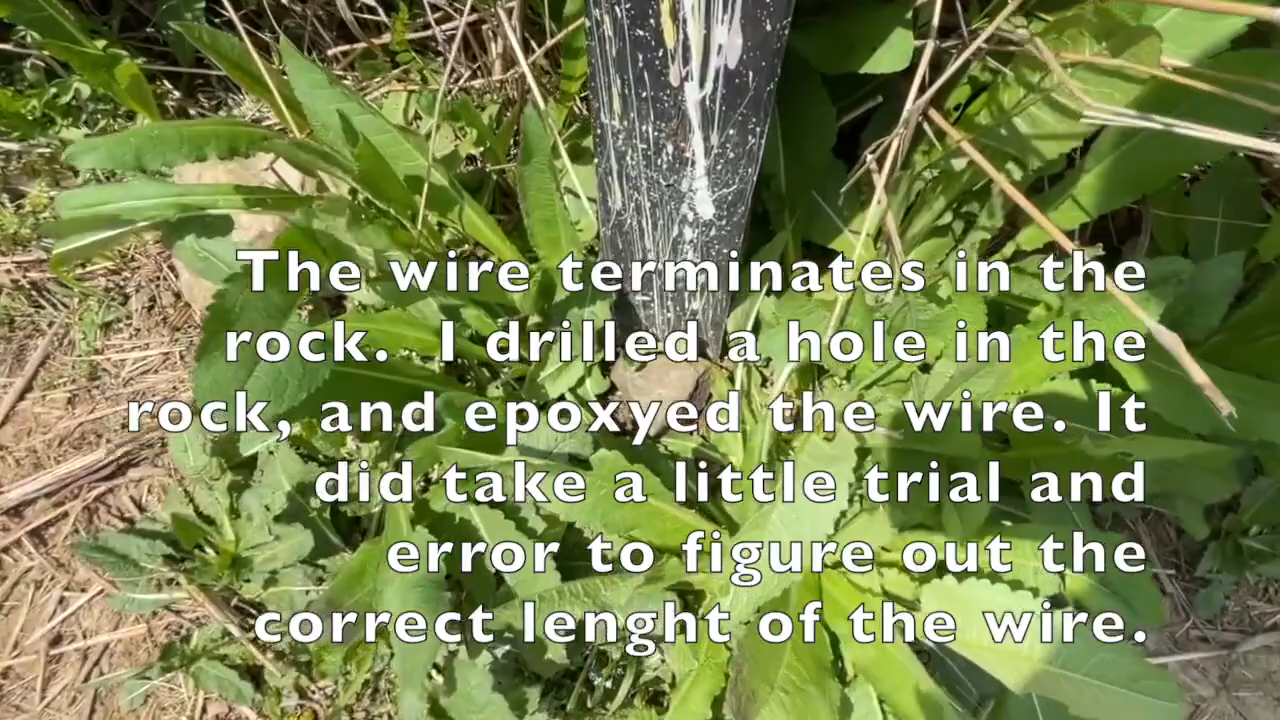 The wire terminates in the
rock.  I drilled a hole in the
rock, and epoxyed the wire. It
did take a little trial and
error to figure out the
correct lenght of the wire.